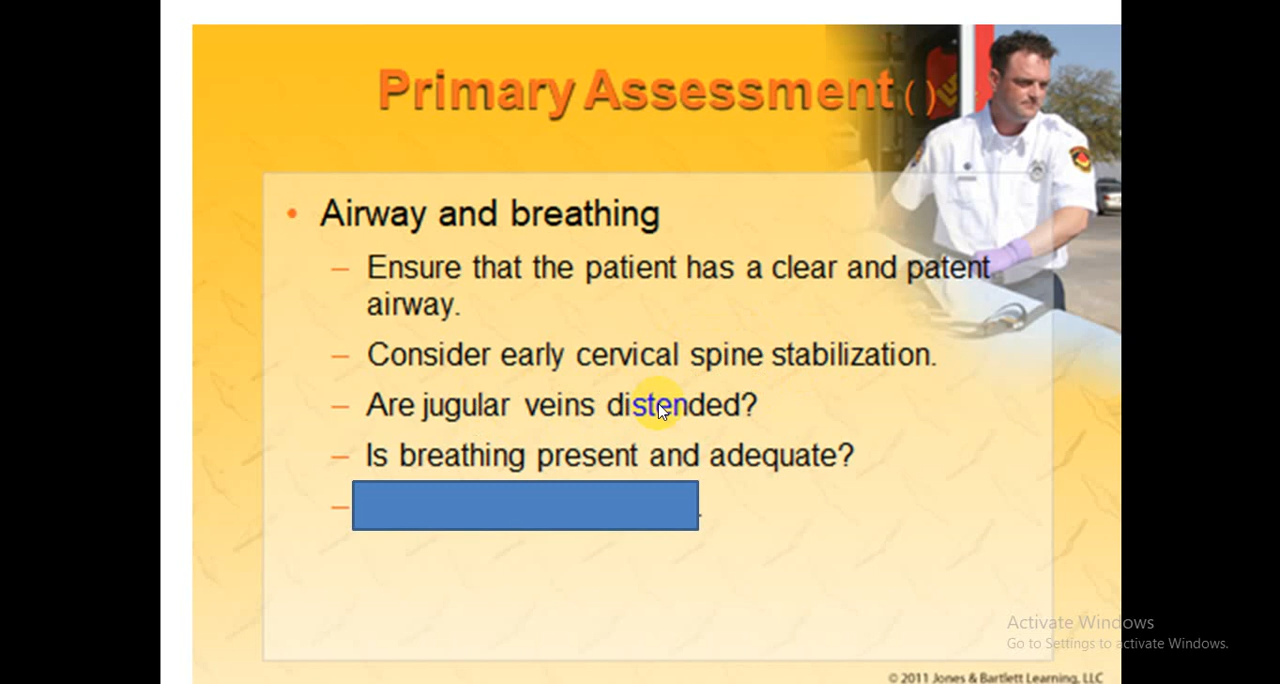 Primary Assessment ( )
• Airway and breathing
– Ensure that the patient has a clear and patent
airway.
– Consider early cervical spine stabilization.
– Are jugular veins distended?
– Is breathing present and adequate?
– .
Activate Windows
Go to Settings to activate Windows.
© 2011 Jones & Bartlett Learning, LLC